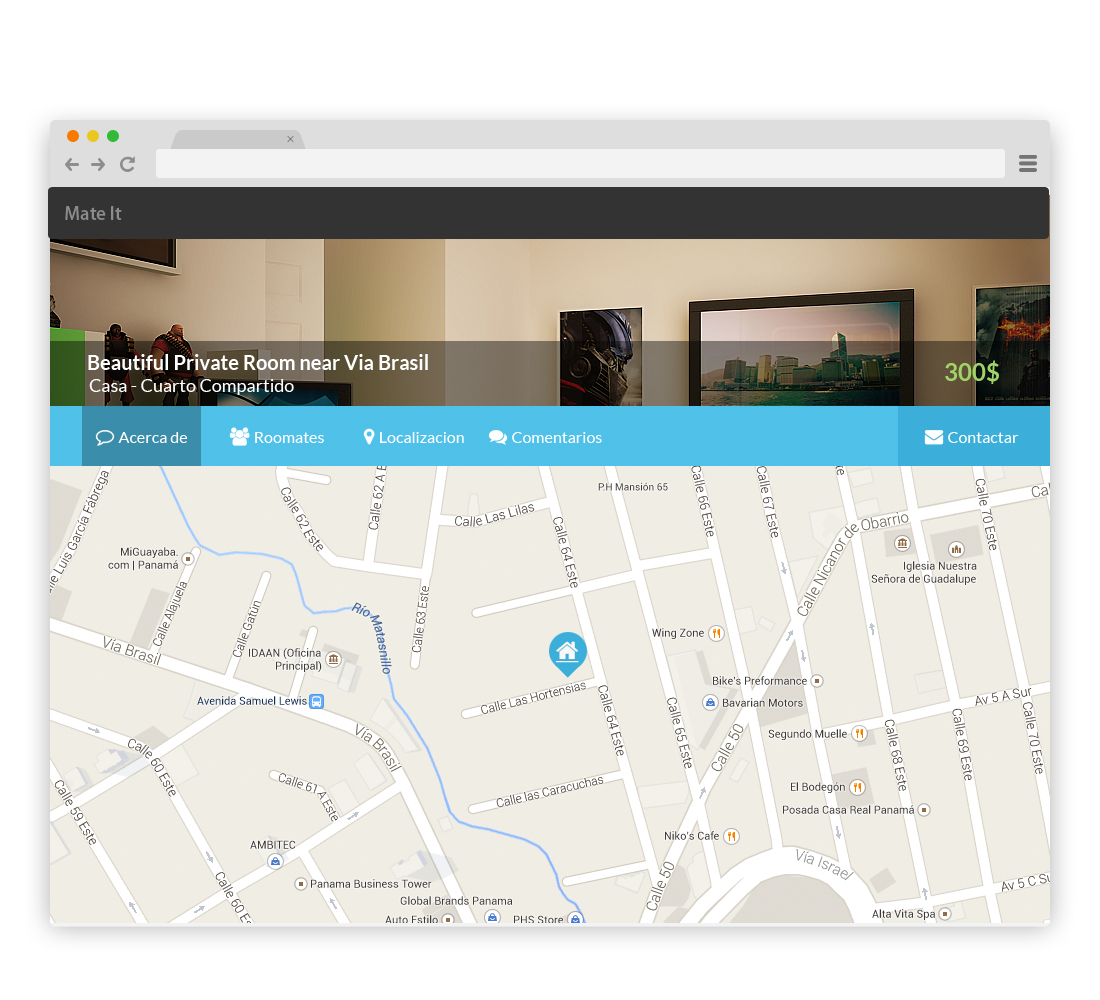 Mate It
Beautiful Private Room near Via Brasil
Casa - Cuarto Compartido
300$
Acerca de
Roomates
Localizacion
Comentarios
Contactar
Calle Luis García Fábrega
Calle 62 Este
Calle 62 A E
P.H Mansión 65
Calle Las Lilas
Calle 64 Este
Calle 66 Este
Calle 67 Este
Calle Nicanor de Obarrio
Calle 70 Este
Ca
MiGuayaba.
com | Panamá
Iglesia Nuestra
Señora de Guadalupe
Calle Alajuela
Calle Gatún
Calle 63 Este
Río Matasnillo
Vía Brasil
IDAAN (Oficina
Principal)
Wing Zone
Avenida Samuel Lewis
Calle Las Hortensias
Calle 64 Este
Calle 65 Este
Bike's Preformance
Bavarian Motors
Av 5 A Sur
Calle 60 Este
Vía Brasil
Calle 50
Segundo Muelle
Calle 68 Este
Calle 69 Este
Calle 70 Este
Calle 59 Este
Calle 61 A Este
Calle las Caracuchas
El Bodegón
Posada Casa Real Panamá
AMBITEC
Niko's Cafe
Panama Business Tower
Vía Israel
Calle 60 Es
Global Brands Panama
Calle 50
Av 5 C Su
Auto Estilo
PHS Store
Alta Vita Spa